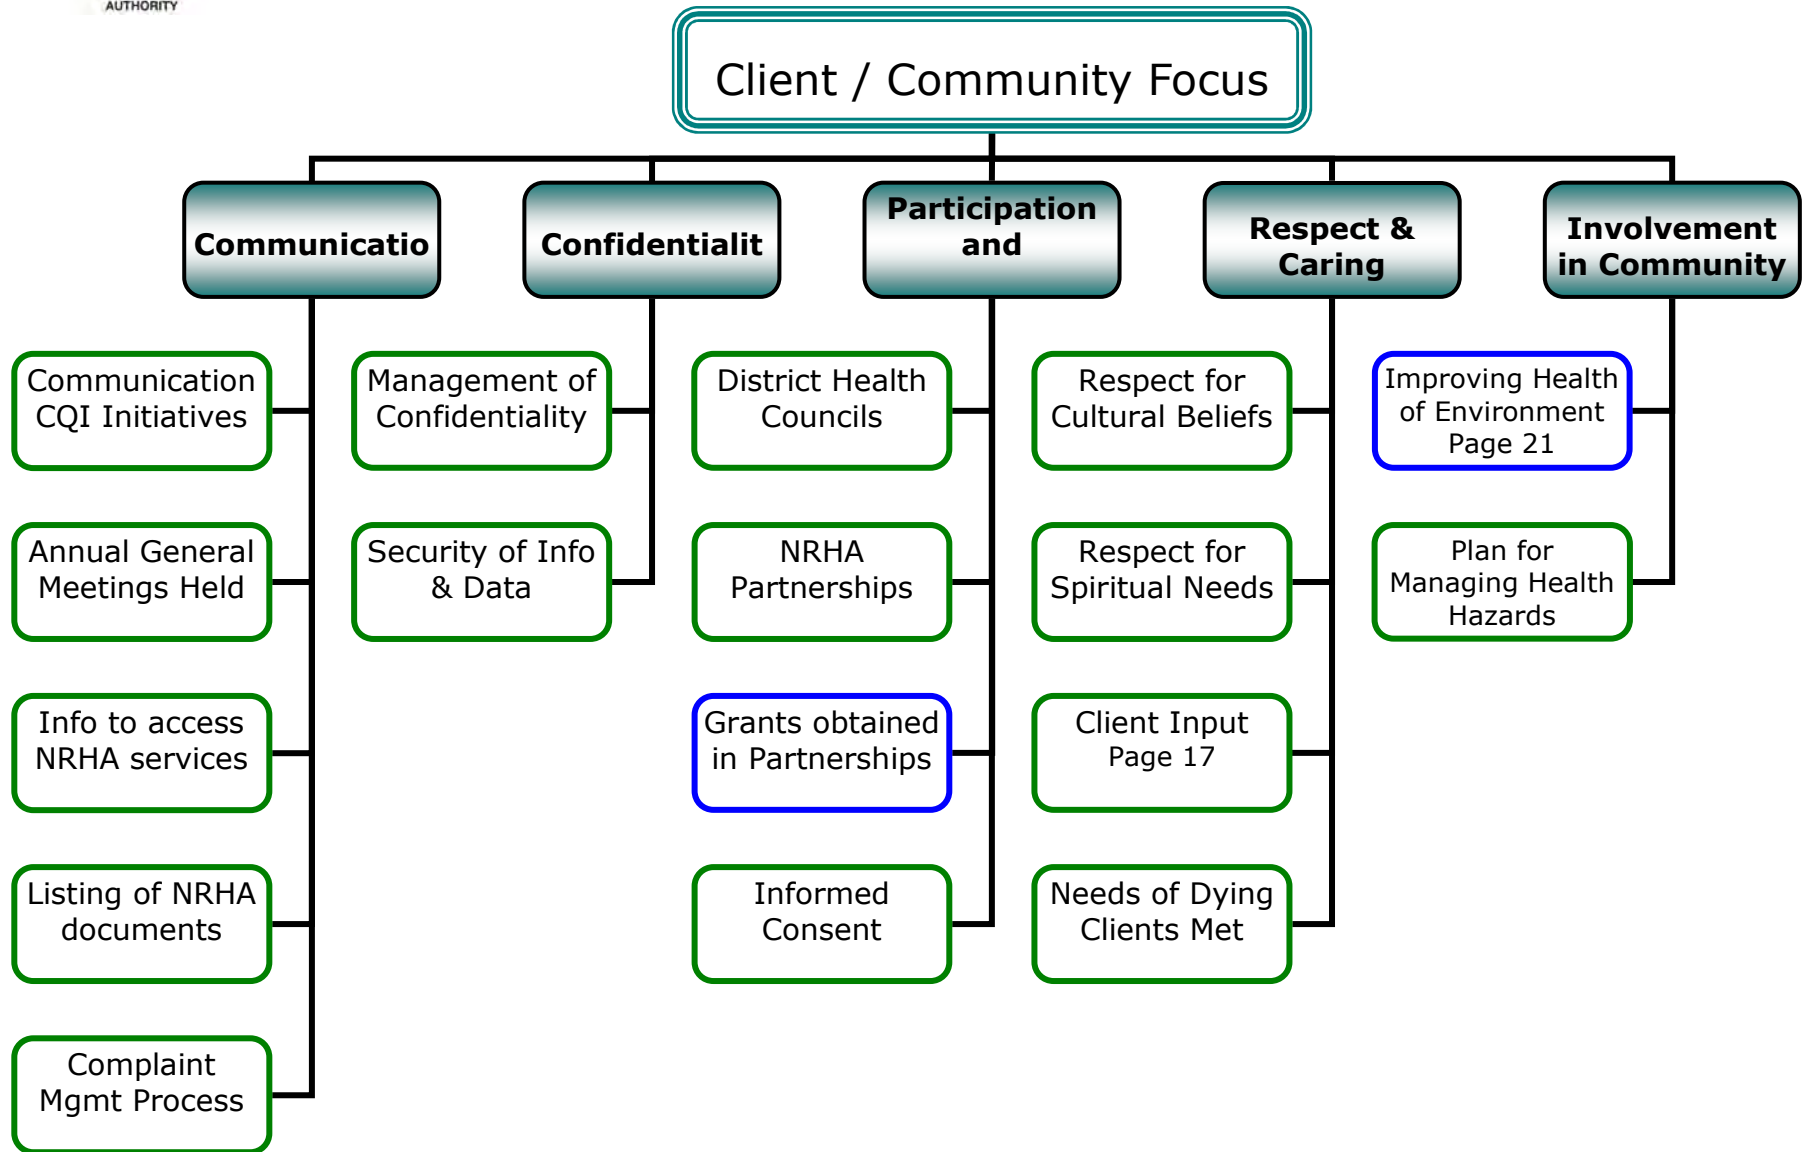 AUTHORITY
Client / Community Focus
Communicatio
Confidentialit
Participation
and
Respect &
Caring
Involvement
in Community
Communication
CQI Initiatives
Management of
Confidentiality
District Health
Councils
Respect for
Cultural Beliefs
Improving Health
of Environment
Page 21
Annual General
Meetings Held
Security of Info
& Data
NRHA
Partnerships
Respect for
Spiritual Needs
Plan for
Managing Health
Hazards
Info to access
NRHA services
Grants obtained
in Partnerships
Client Input
Page 17
Listing of NRHA
documents
Informed
Consent
Needs of Dying
Clients Met
Complaint
Mgmt Process